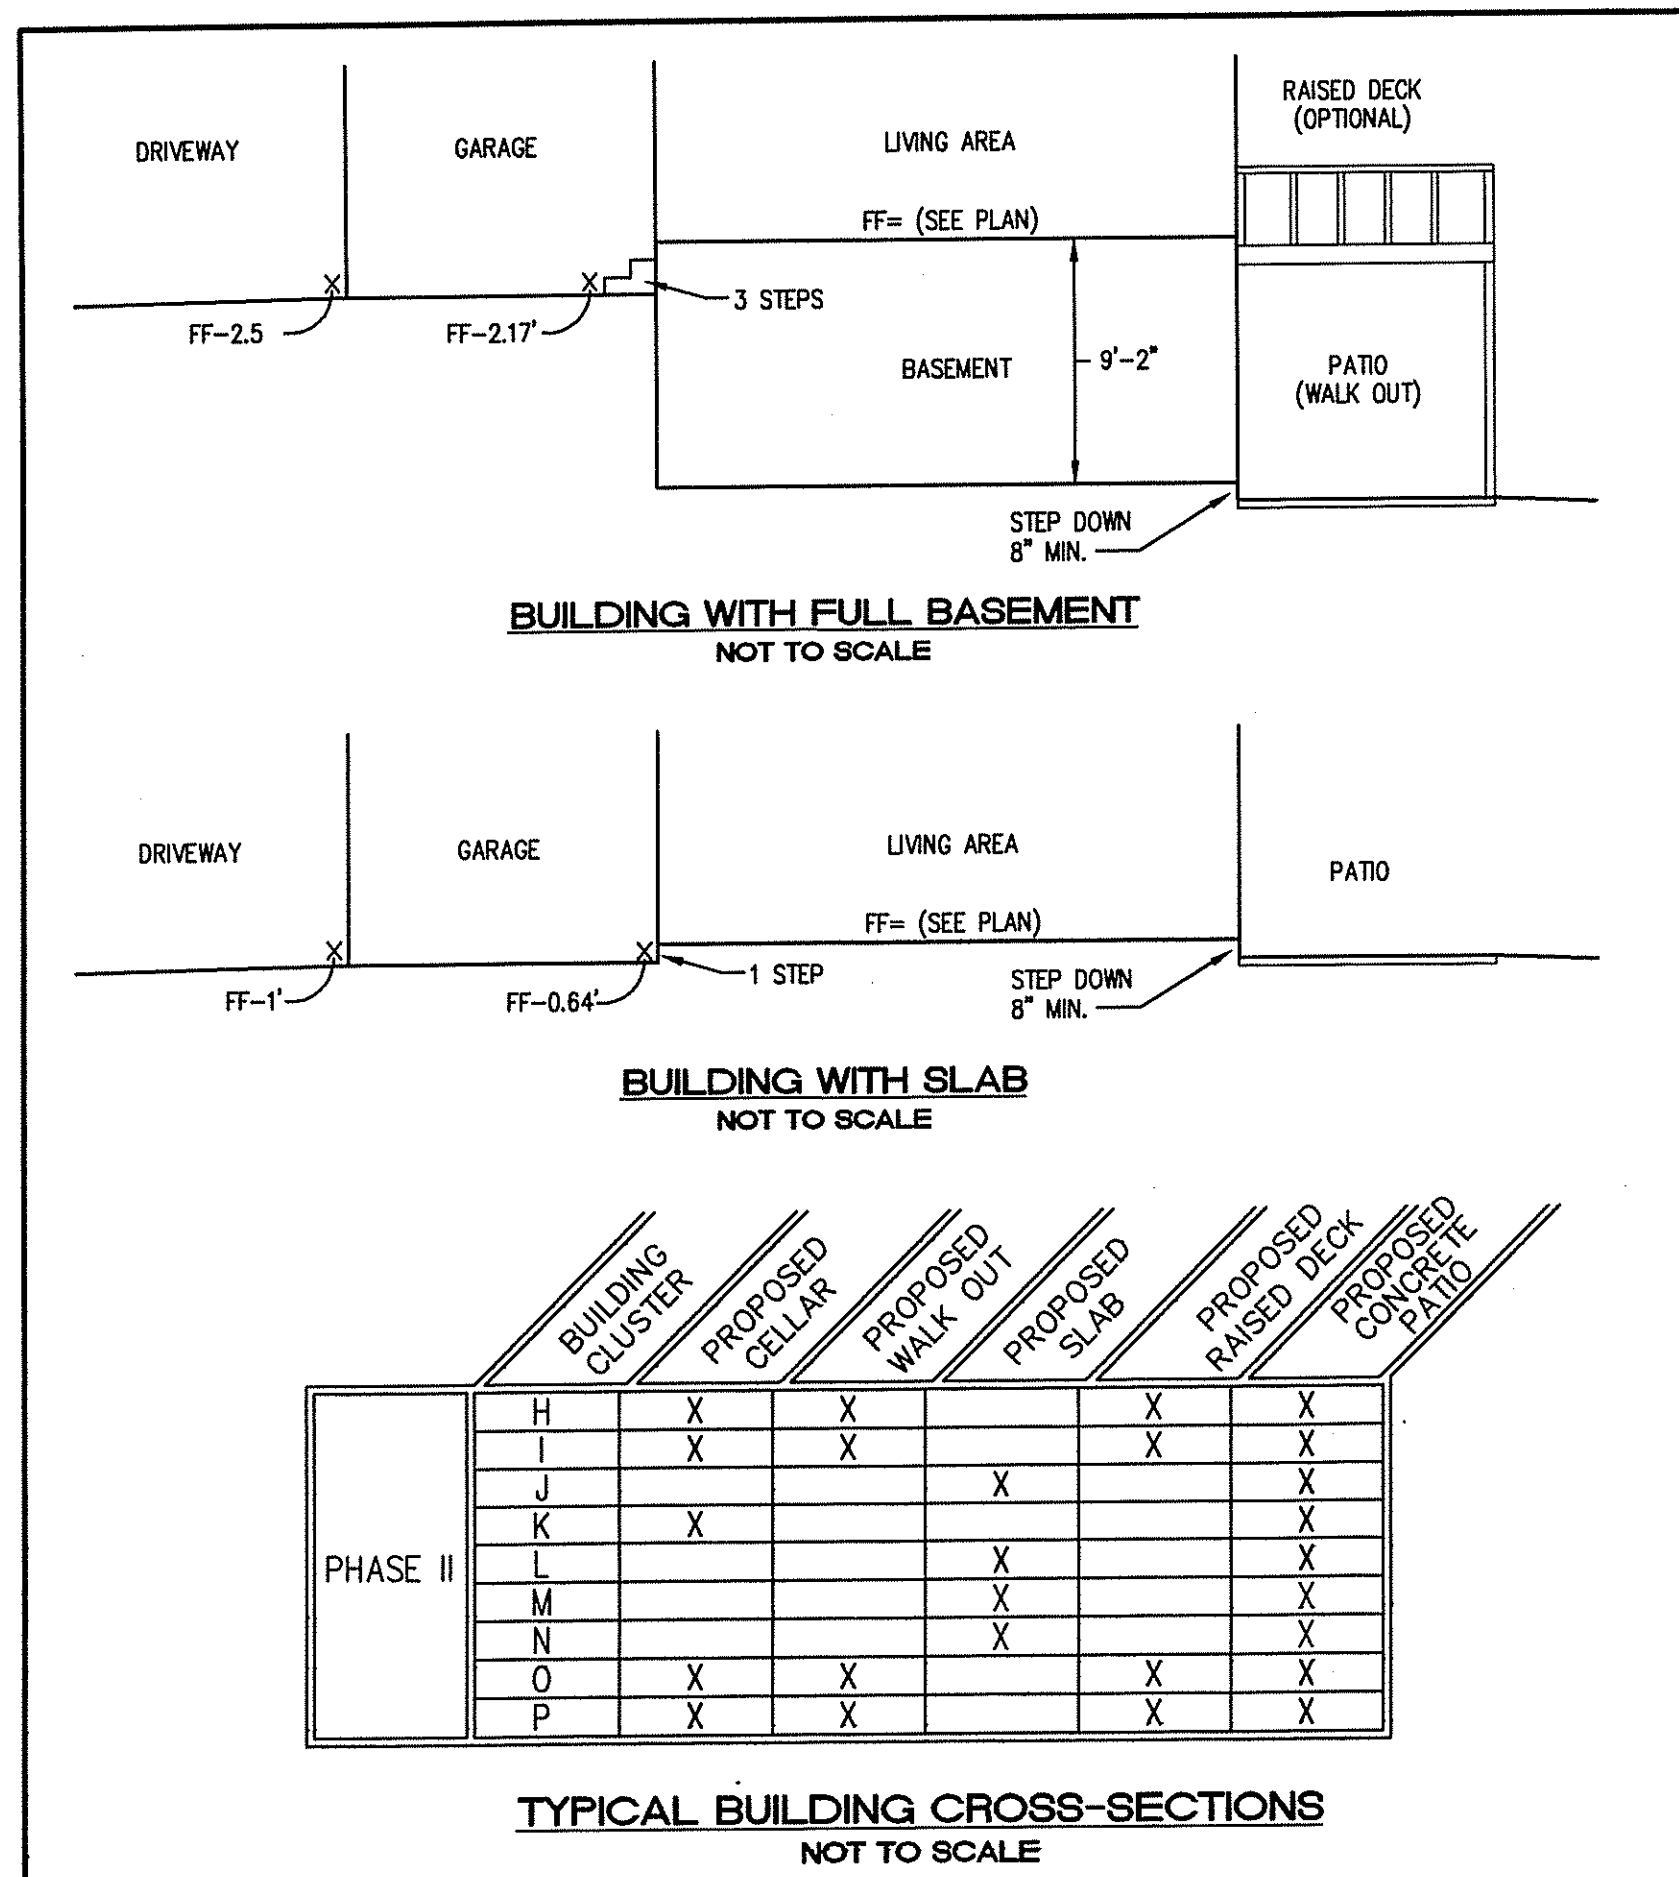 DRIVEWAY
GARAGE
LIVING AREA
RAISED DECK
(OPTIONAL)
FF= (SEE PLAN)
X
X
3 STEPS
FF-2.5
FF-2.17'
BASEMENT
9'-2"
PATIO
(WALK OUT)
STEP DOWN
8" MIN.
BUILDING WITH FULL BASEMENT
NOT TO SCALE
DRIVEWAY
GARAGE
LIVING AREA
PATIO
FF= (SEE PLAN)
X
X
1 STEP
FF-1'
FF-0.64'
STEP DOWN
8" MIN.
BUILDING WITH SLAB
NOT TO SCALE
BUILDING
CLUSTER
PROPOSED
CELLAR
PROPOSED
WALK OUT
PROPOSED
SLAB
PROPOSED
RAISED DECK
PROPOSED
CONCRETE
PATIO
PHASE II
H X X X X
I X X X X
J X X
K X X
L X X
M X X
N X X
O X X X X
P X X X X
TYPICAL BUILDING CROSS-SECTIONS
NOT TO SCALE